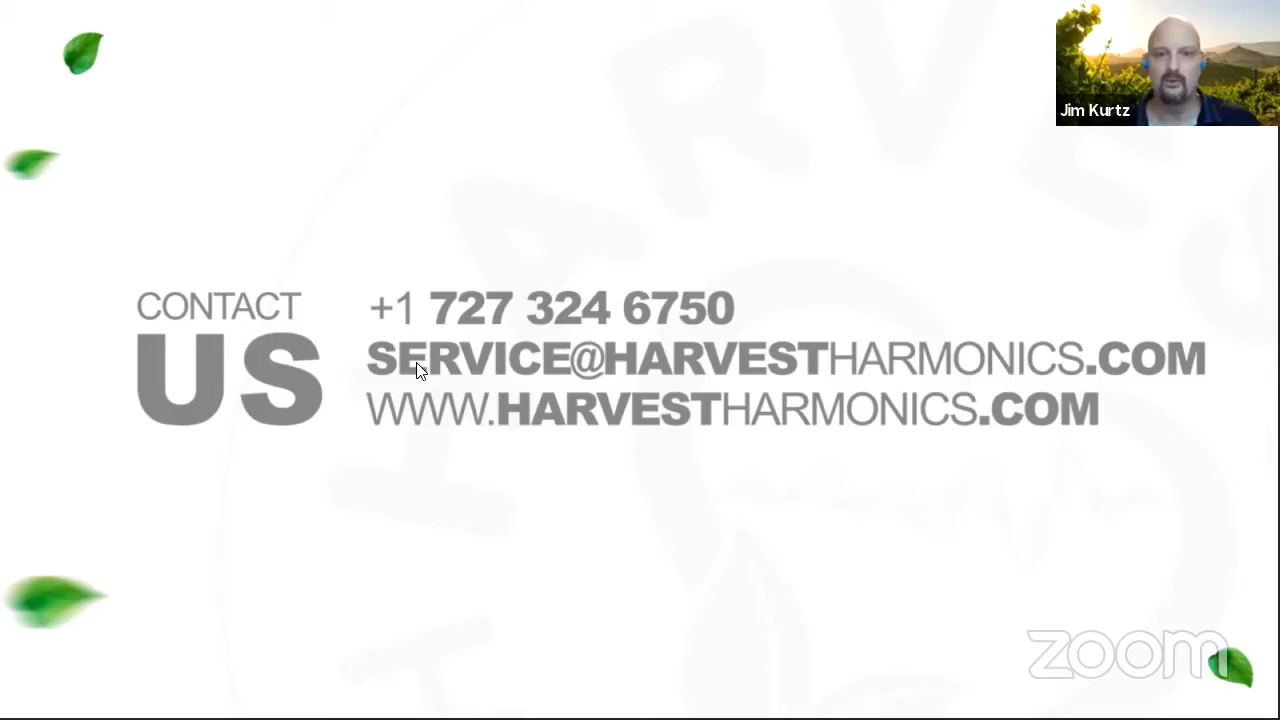 Jim Kurtz
CONTACT
US
+1 727 324 6750
SERVICE@HARVESTHARMONICS.COM
WWW.HARVESTHARMONICS.COM
zoom